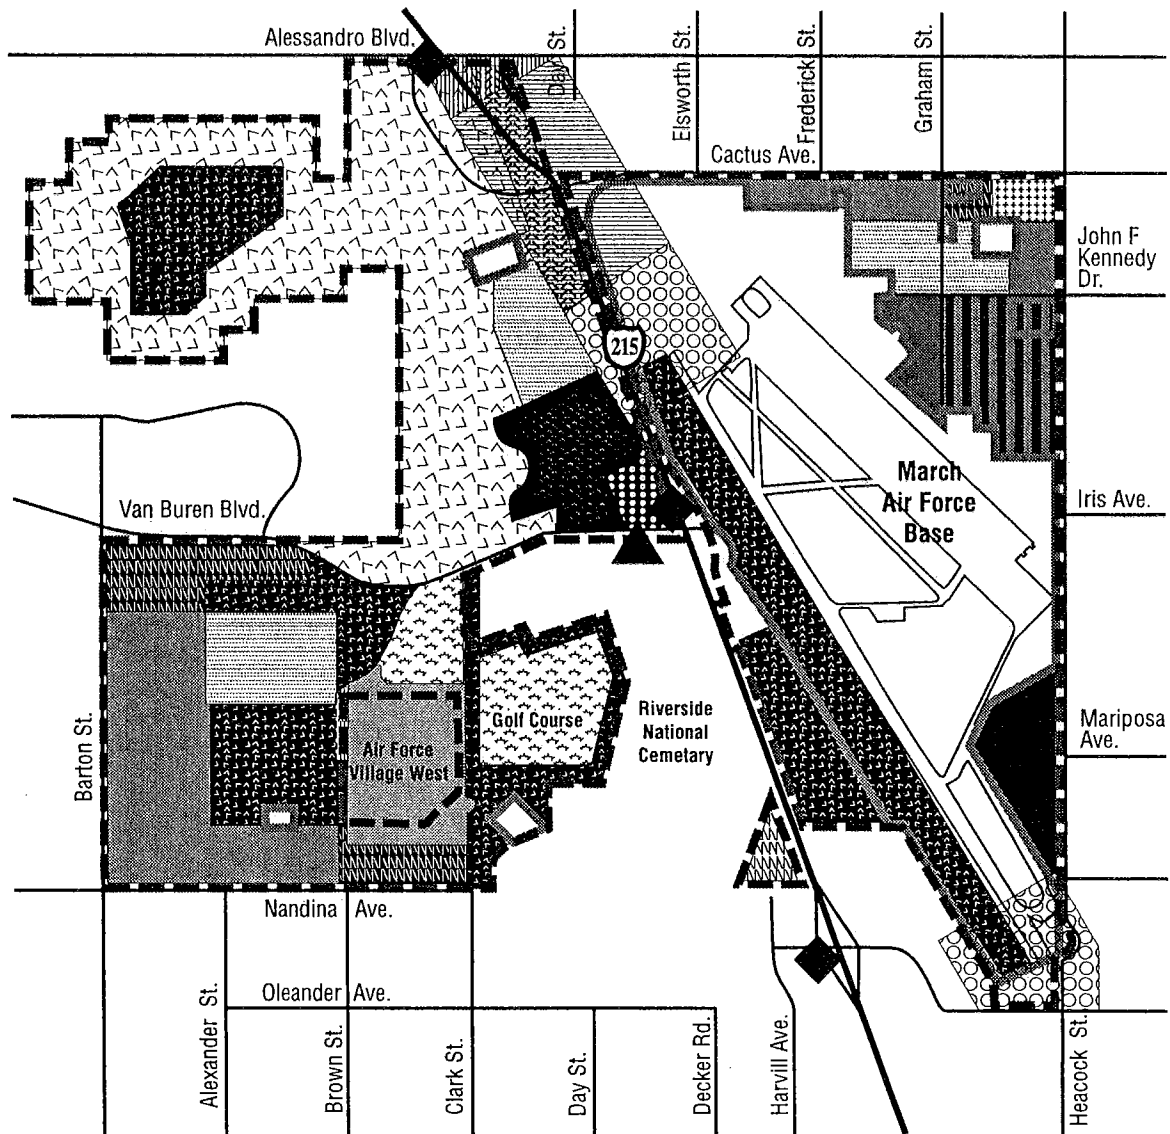 Alessandro Blvd.
Day St.
Elsworth St.
Frederick St.
Graham St.
Cactus Ave.
John F
Kennedy
Dr.
215
March
Air Force
Base
Iris Ave.
Van Buren Blvd.
Barton St.
Golf Course
Air Force
Village West
Riverside
National
Cemetary
Mariposa
Ave.
Nandina Ave.
Oleander Ave.
Alexander St.
Brown St.
Clark St.
Day St.
Decker Rd.
Harvill Ave.
Heacock St.